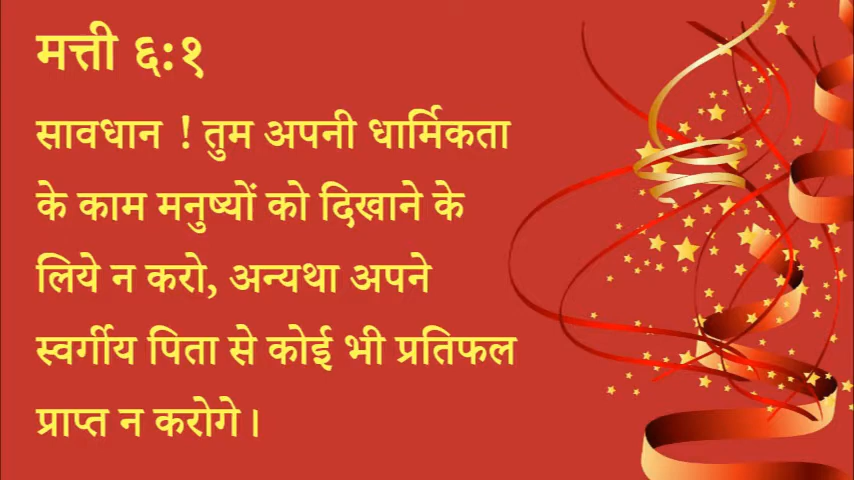 मत्ती ६:१
सावधान ! तुम अपनी धार्मिकता
के काम मनुष्यों को दिखाने के
लिये न करो, अन्यथा अपने
स्वर्गीय पिता से कोई भी प्रतिफल
प्राप्त न करोगे।